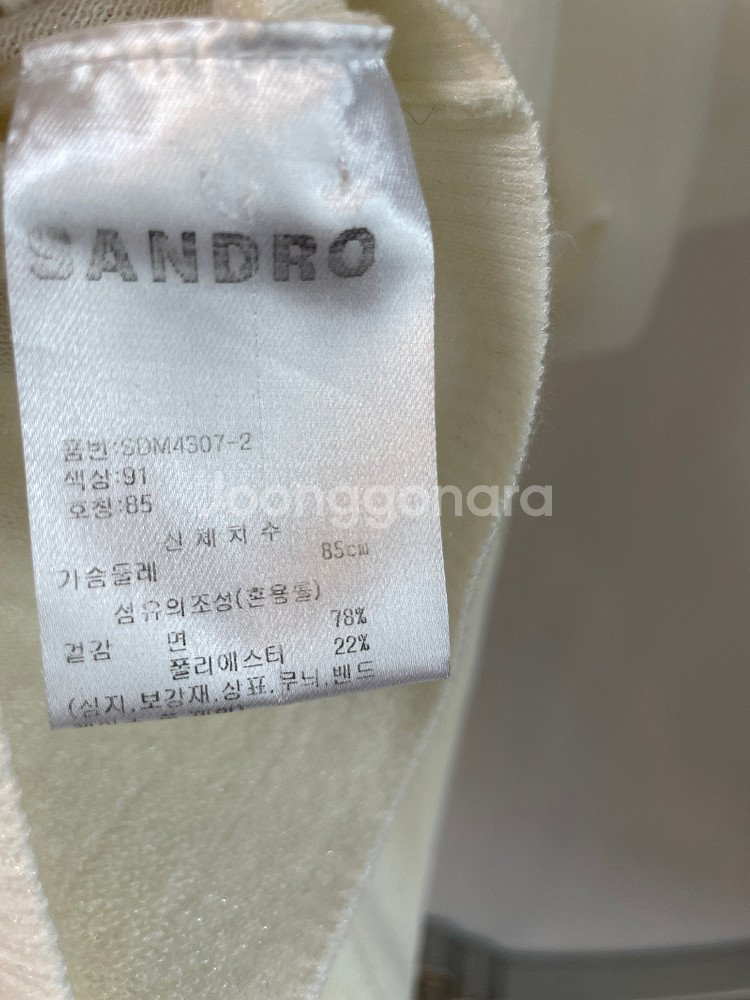 SANDRO
품번:SDM4307-2
색상:91
호칭:85
Joonggonara
신체치수
가슴둘레 85cm
섬유의조성(혼용률)
겉감 면 78%
폴리에스터 22%
(심지,보강재,상표,무늬,밴드